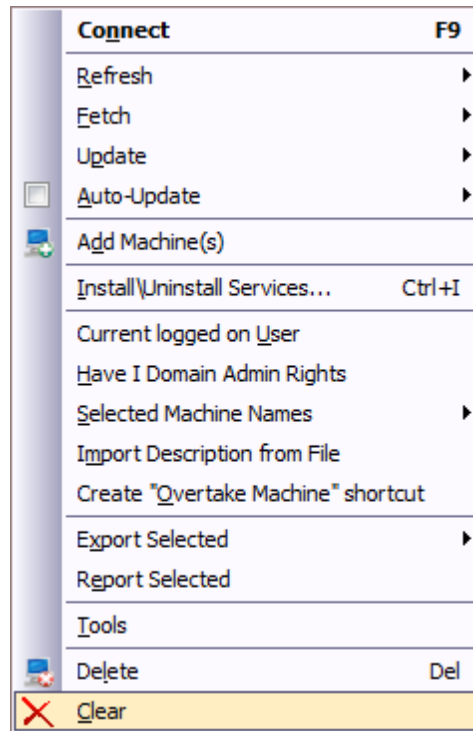 Connect F9
Refresh
Fetch
Update
Auto-Update
Add Machine(s)
Install\Uninstall Services... Ctrl+I
Current logged on User
Have I Domain Admin Rights
Selected Machine Names
Import Description from File
Create "Overtake Machine" shortcut
Export Selected
Report Selected
Tools
Delete Del
Clear